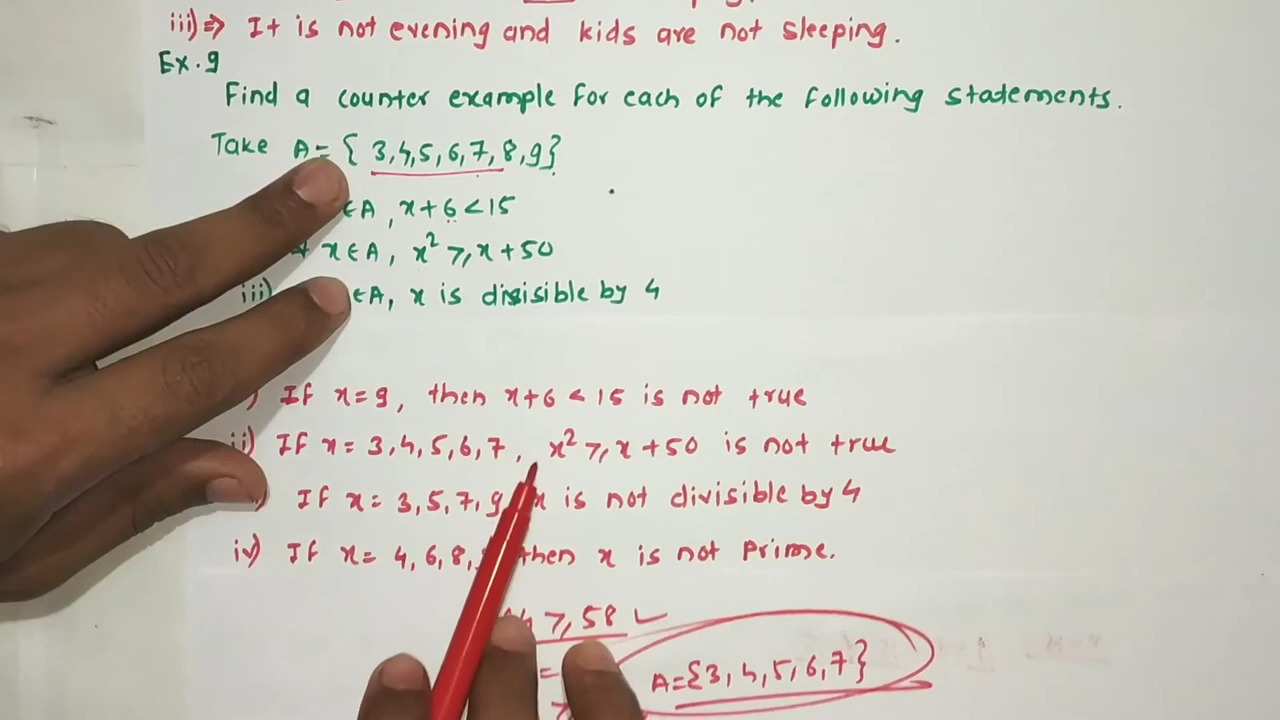 iii) ⇒ It is not evening and kids are not sleeping.
Ex. 9
Find a counter example for each of the following statements.
Take A = { 3,4,5,6,7,8,9}
∈A, x+6<15
x∈A, x² ≥ x+50
iii) ∈A, x is divisible by 4
) If x=9, then x+6 < 15 is not true
ii) If x= 3,4,5,6,7, x² ≥ x+50 is not true
If x= 3,5,7,9 x is not divisible by 4
iv) If x= 4,6,8, then x is not prime.
≥ 58 ✓
= A={3,4,5,6,7}